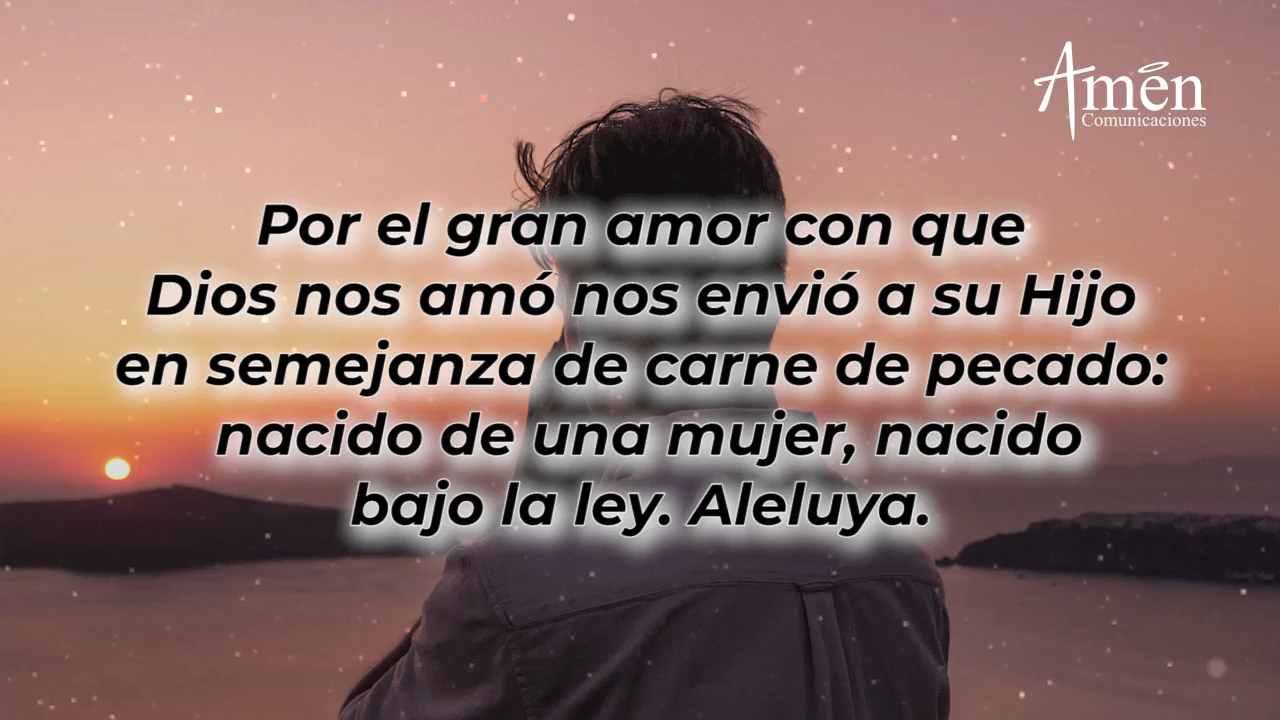 Amén
Comunicaciones
Por el gran amor con que
Dios nos amó nos envió a su Hijo
en semejanza de carne de pecado:
nacido de una mujer, nacido
bajo la ley. Aleluya.